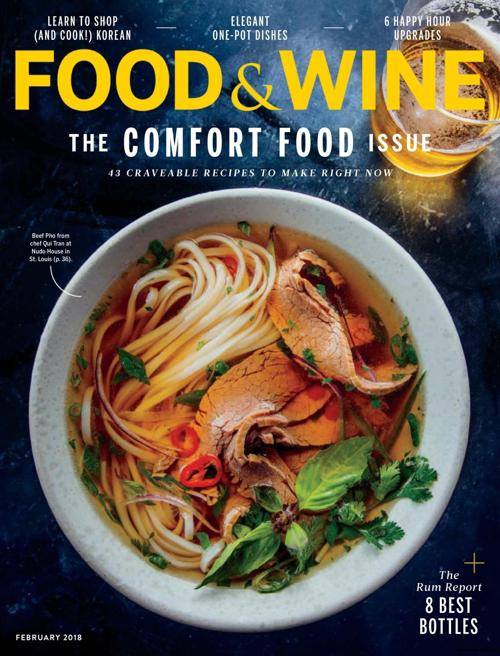 LEARN TO SHOP
(AND COOK!) KOREAN
ELEGANT
ONE-POT DISHES
6 HAPPY HOUR
UPGRADES
FOOD & WINE
THE COMFORT FOOD ISSUE
43 CRAVEABLE RECIPES TO MAKE RIGHT NOW
Beef Pho from
chef Qui Tran at
Nudo House in
St. Louis (p. 36).
+
The
Rum Report
8 BEST
BOTTLES
FEBRUARY 2018